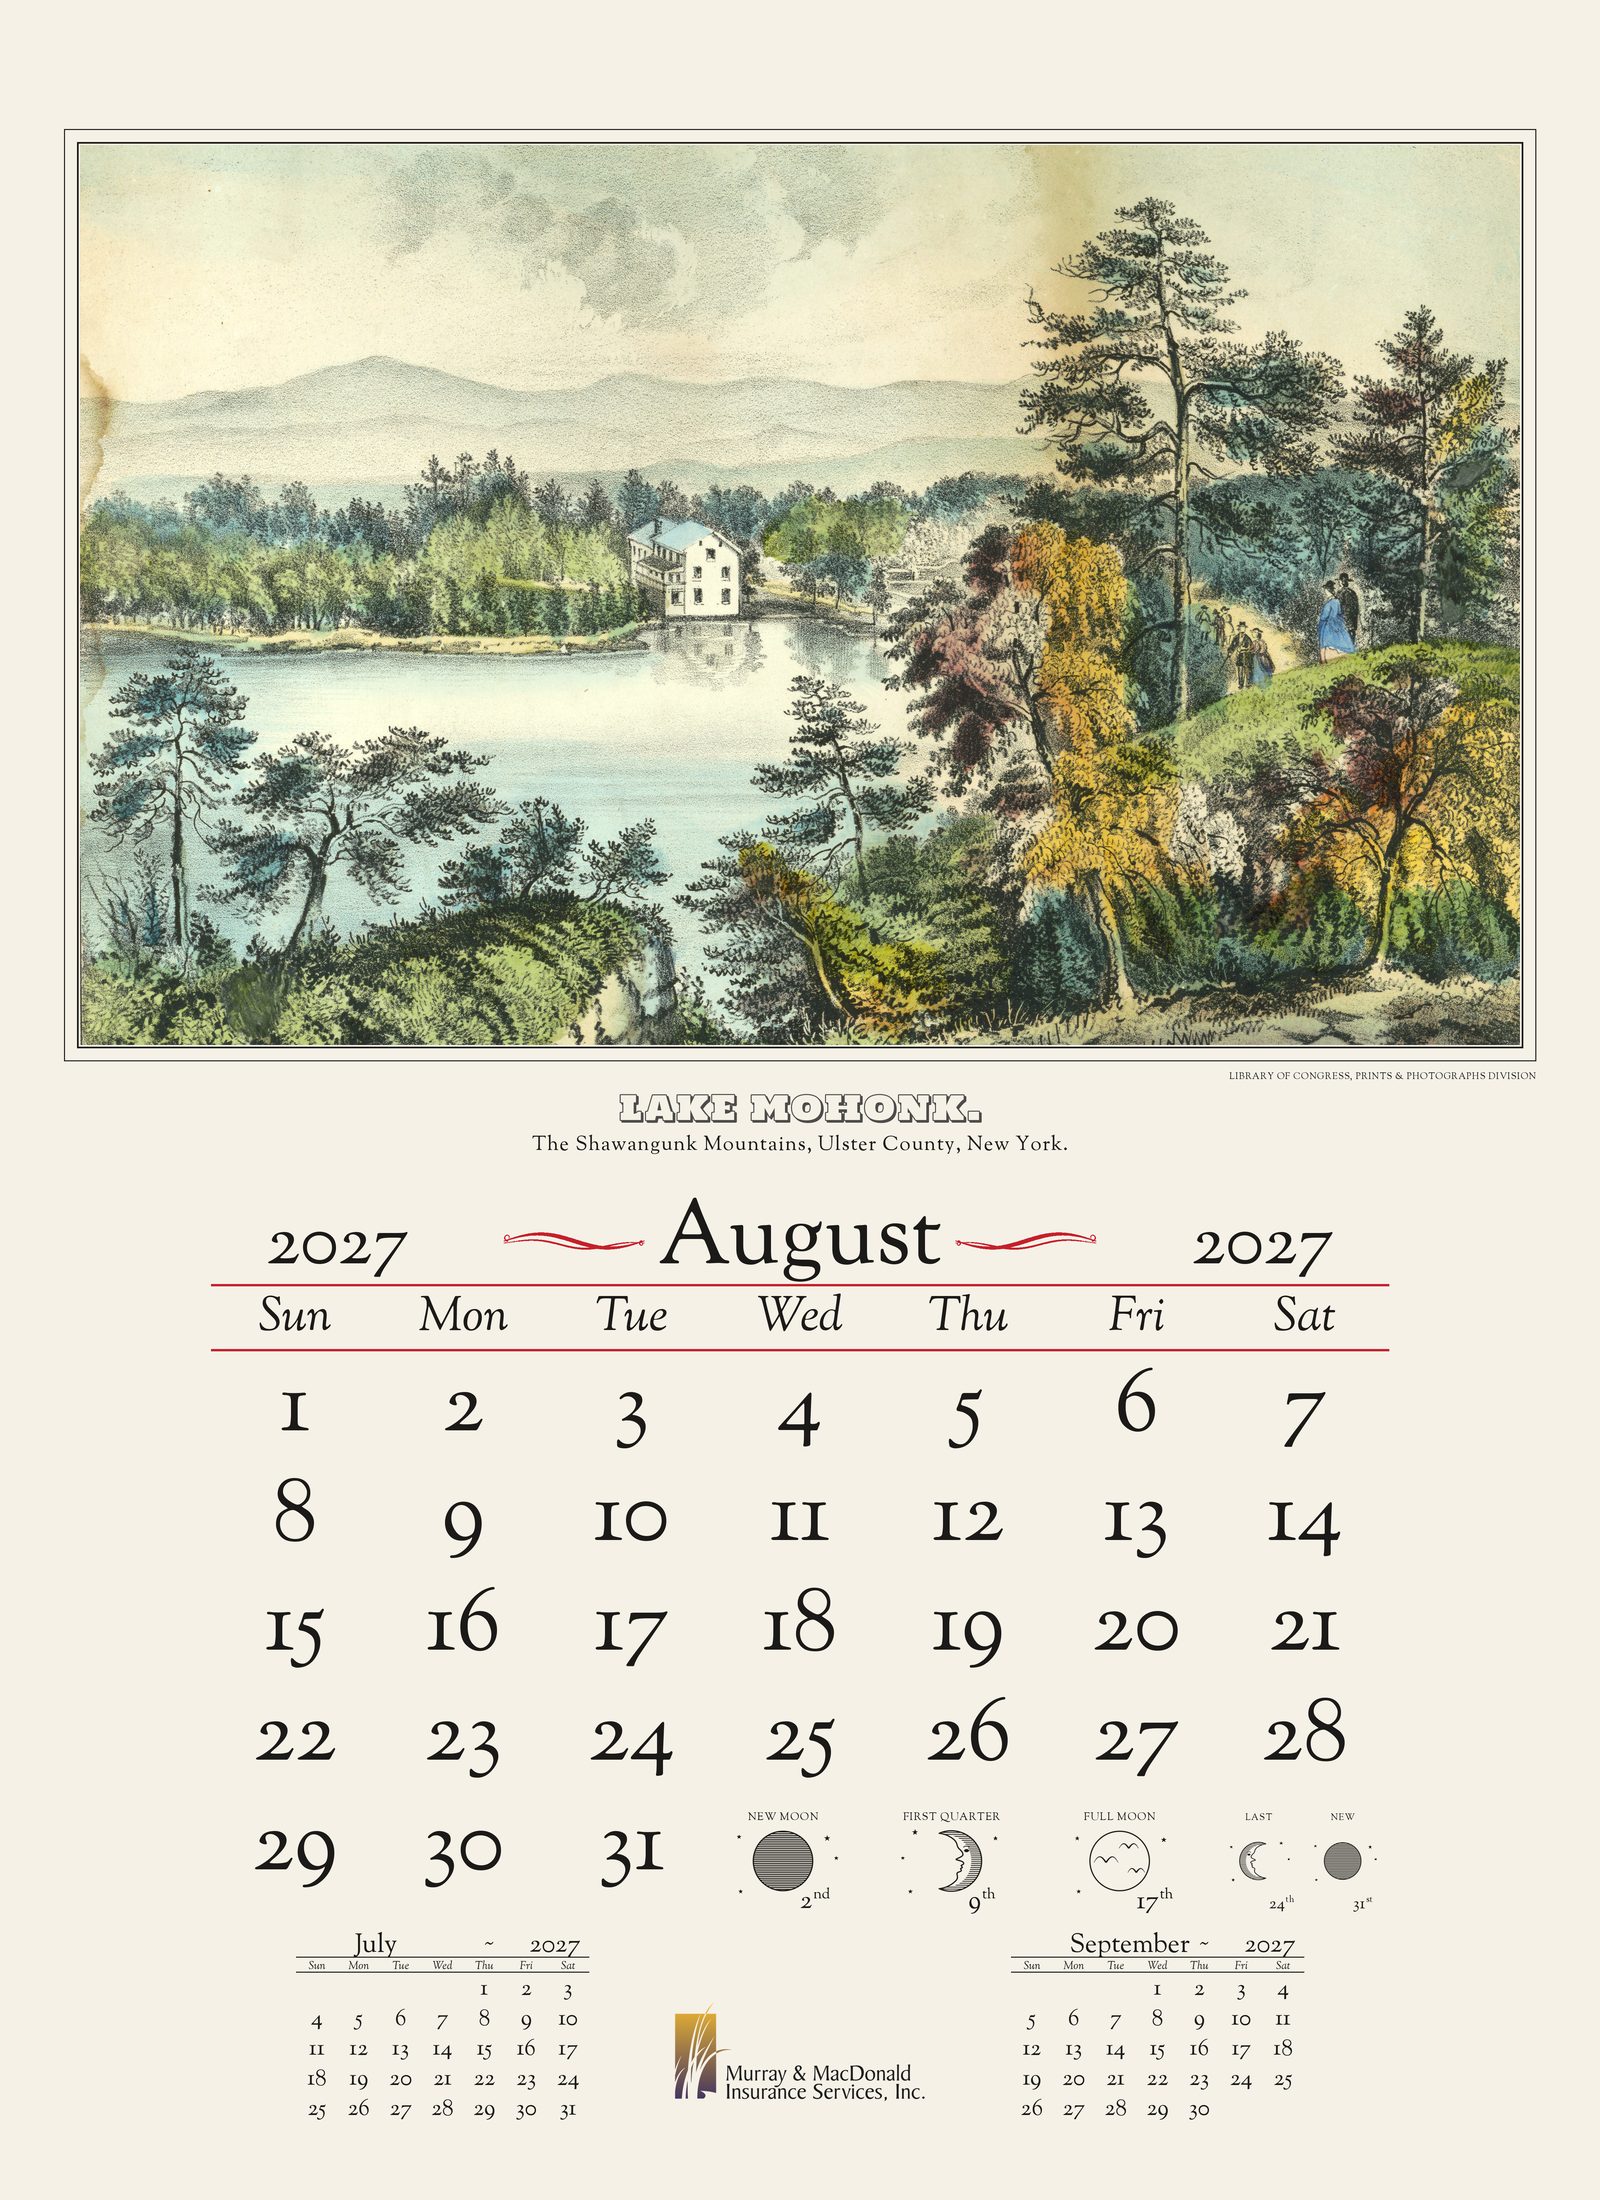 LIBRARY OF CONGRESS, PRINTS & PHOTOGRAPHS DIVISION
LAKE MOHONK.
The Shawangunk Mountains, Ulster County, New York.
2027 August 2027
Sun Mon Tue Wed Thu Fri Sat
1 2 3 4 5 6 7
8 9 10 11 12 13 14
15 16 17 18 19 20 21
22 23 24 25 26 27 28
29 30 31
NEW MOON 2nd
FIRST QUARTER 9th
FULL MOON 17th
LAST 24th
NEW 31st
July ~ 2027
Sun Mon Tue Wed Thu Fri Sat
1 2 3
4 5 6 7 8 9 10
11 12 13 14 15 16 17
18 19 20 21 22 23 24
25 26 27 28 29 30 31
Murray & MacDonald
Insurance Services, Inc.
September ~ 2027
Sun Mon Tue Wed Thu Fri Sat
1 2 3 4
5 6 7 8 9 10 11
12 13 14 15 16 17 18
19 20 21 22 23 24 25
26 27 28 29 30